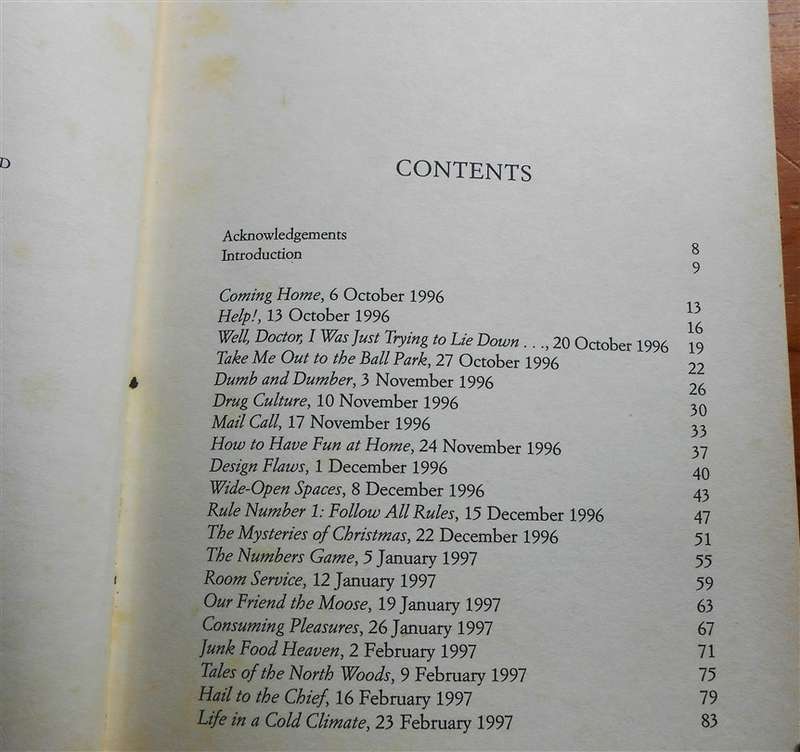 D
CONTENTS
Acknowledgements 8
Introduction 9
Coming Home, 6 October 1996 13
Help!, 13 October 1996 16
Well, Doctor, I Was Just Trying to Lie Down . . ., 20 October 1996 19
Take Me Out to the Ball Park, 27 October 1996 22
Dumb and Dumber, 3 November 1996 26
Drug Culture, 10 November 1996 30
Mail Call, 17 November 1996 33
How to Have Fun at Home, 24 November 1996 37
Design Flaws, 1 December 1996 40
Wide-Open Spaces, 8 December 1996 43
Rule Number 1: Follow All Rules, 15 December 1996 47
The Mysteries of Christmas, 22 December 1996 51
The Numbers Game, 5 January 1997 55
Room Service, 12 January 1997 59
Our Friend the Moose, 19 January 1997 63
Consuming Pleasures, 26 January 1997 67
Junk Food Heaven, 2 February 1997 71
Tales of the North Woods, 9 February 1997 75
Hail to the Chief, 16 February 1997 79
Life in a Cold Climate, 23 February 1997 83